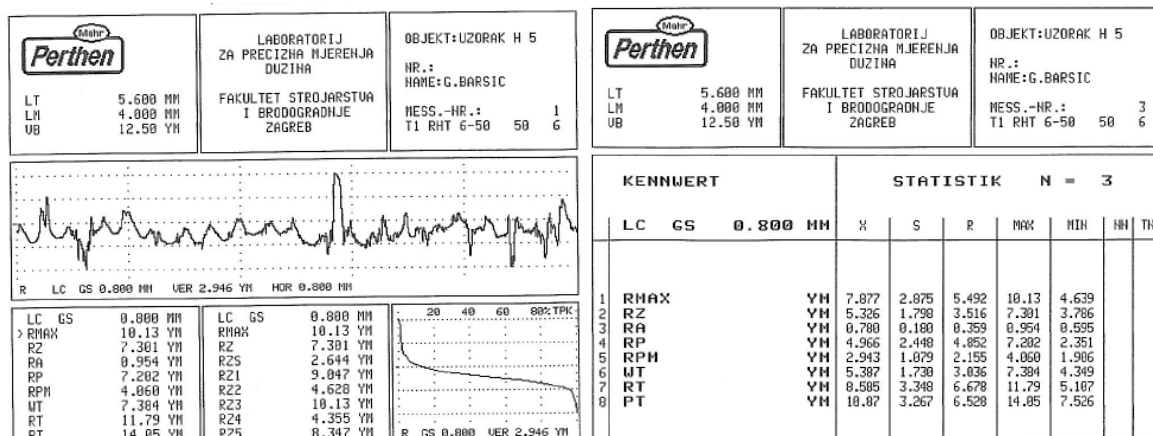 Mahr
Perthen
LT 5.600 MM
LM 4.000 MM
VB 12.50 YM
LABORATORIJ
ZA PRECIZNA MJERENJA
DUZINA
FAKULTET STROJARSTVA
I BRODOGRADNJE
ZAGREB
OBJEKT:UZORAK H 5
NR.:
NAME:G.BARSIC
MESS.-NR.: 1
T1 RHT 6-50 50 6
R LC GS 0.800 MM VER 2.946 YM HOR 0.800 MM
LC GS 0.800 MM
>RMAX 10.13 YM
RZ 7.301 YM
RA 0.954 YM
RP 7.202 YM
RPM 4.060 YM
WT 7.384 YM
RT 11.79 YM
PT 14.05 YM
LC GS 0.800 MM
RMAX 10.13 YM
RZ 7.301 YM
RZS 2.644 YM
RZ1 9.047 YM
RZ2 4.628 YM
RZ3 10.13 YM
RZ4 4.355 YM
RZ5 8.347 YM
20 40 60 80% TPK
R GS 0.800 VER 2.946 YM
Mahr
Perthen
LT 5.600 MM
LM 4.000 MM
VB 12.50 YM
LABORATORIJ
ZA PRECIZNA MJERENJA
DUZINA
FAKULTET STROJARSTVA
I BRODOGRADNJE
ZAGREB
OBJEKT:UZORAK H 5
NR.:
NAME:G.BARSIC
MESS.-NR.: 3
T1 RHT 6-50 50 6
KENNWERT STATISTIK N = 3
LC GS 0.800 MM X S R MAX MIN NN TN
1 RMAX YM 7.877 2.875 5.492 10.13 4.639
2 RZ YM 5.326 1.798 3.516 7.301 3.786
3 RA YM 0.780 0.180 0.359 0.954 0.595
4 RP YM 4.966 2.448 4.852 7.202 2.351
5 RPM YM 2.943 1.079 2.155 4.060 1.906
6 WT YM 5.387 1.730 3.036 7.384 4.349
7 RT YM 8.585 3.348 6.678 11.79 5.107
8 PT YM 10.87 3.267 6.528 14.05 7.526